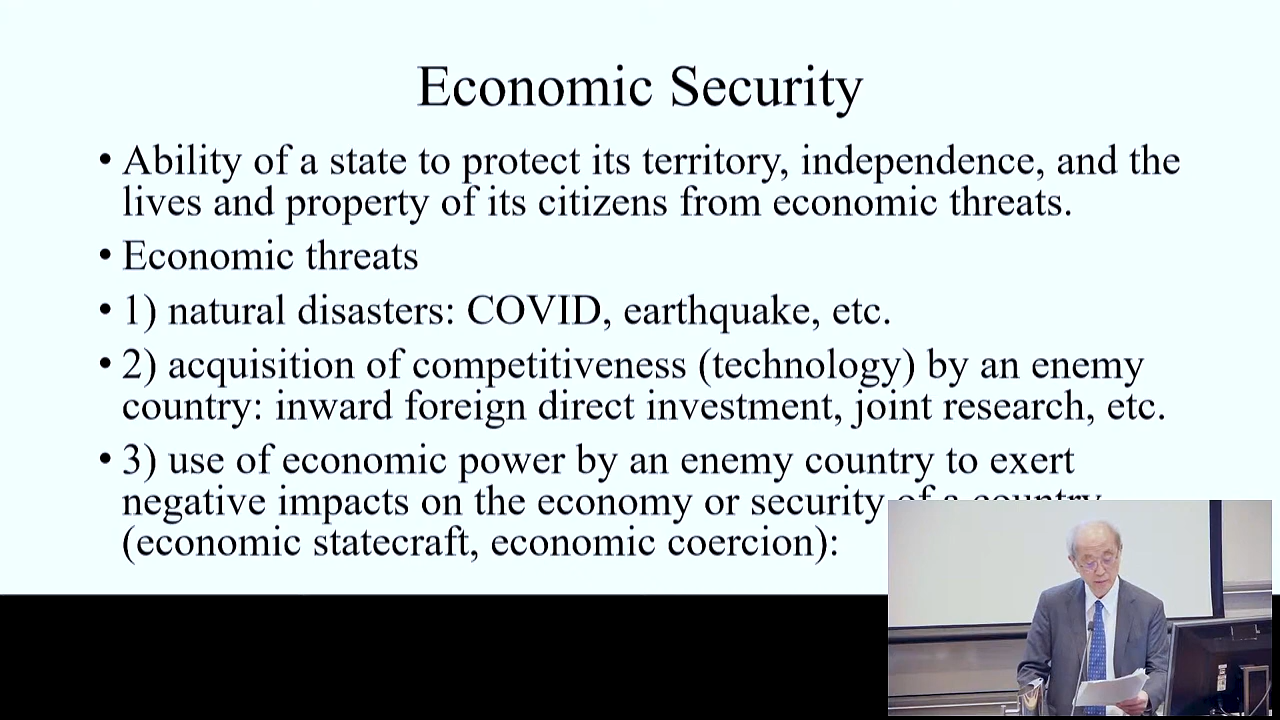 Economic Security
• Ability of a state to protect its territory, independence, and the
lives and property of its citizens from economic threats.
• Economic threats
• 1) natural disasters: COVID, earthquake, etc.
• 2) acquisition of competitiveness (technology) by an enemy
country: inward foreign direct investment, joint research, etc.
• 3) use of economic power by an enemy country to exert
negative impacts on the economy or security of a country
(economic statecraft, economic coercion):